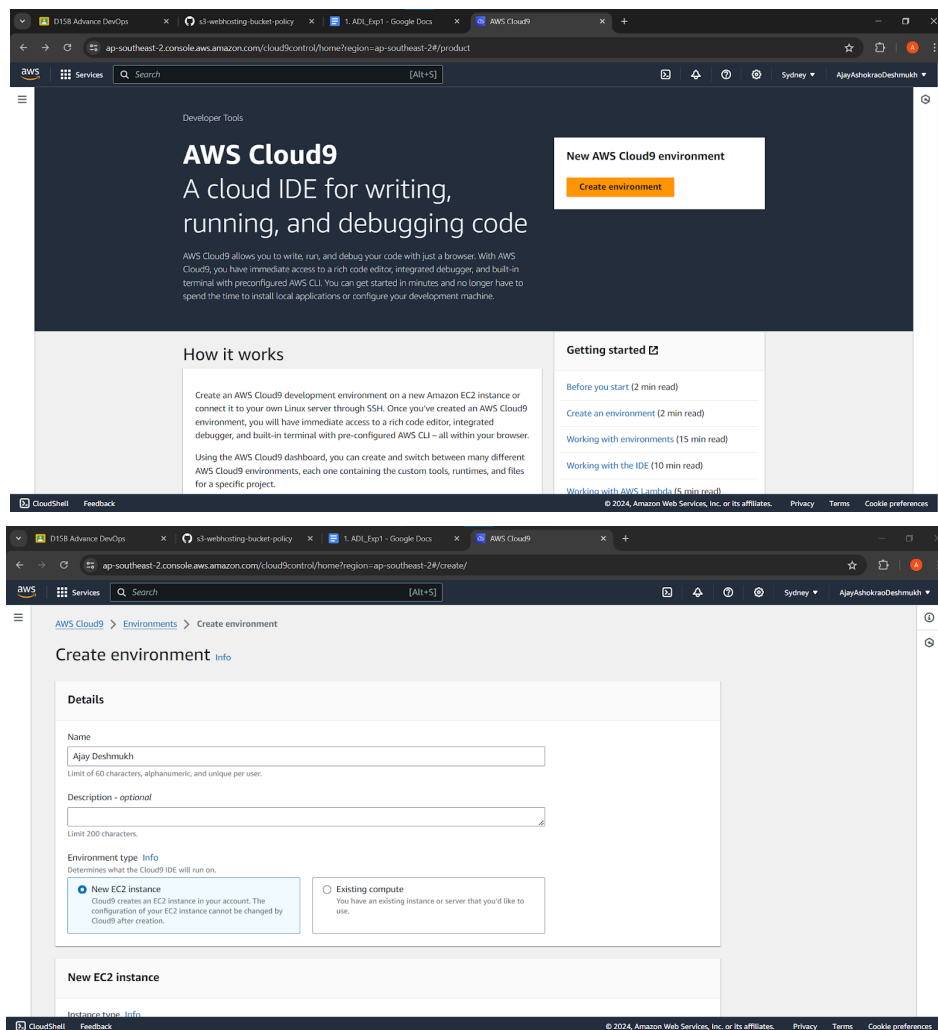 D15B Advance DevOps
s3-webhosting-bucket-policy
1. ADL_Exp1 - Google Docs
AWS Cloud9
ap-southeast-2.console.aws.amazon.com/cloud9control/home?region=ap-southeast-2#/product
A
aws
Services
Search
[Alt+S]
Sydney
AjayAshokraoDeshmukh
Developer Tools
AWS Cloud9
A cloud IDE for writing,
running, and debugging code
AWS Cloud9 allows you to write, run, and debug your code with just a browser. With AWS
Cloud9, you have immediate access to a rich code editor, integrated debugger, and built-in
terminal with preconfigured AWS CLI. You can get started in minutes and no longer have to
spend the time to install local applications or configure your development machine.
New AWS Cloud9 environment
Create environment
How it works
Create an AWS Cloud9 development environment on a new Amazon EC2 instance or
connect it to your own Linux server through SSH. Once you've created an AWS Cloud9
environment, you will have immediate access to a rich code editor, integrated
debugger, and built-in terminal with pre-configured AWS CLI – all within your browser.
Using the AWS Cloud9 dashboard, you can create and switch between many different
AWS Cloud9 environments, each one containing the custom tools, runtimes, and files
for a specific project.
Getting started
Before you start (2 min read)
Create an environment (2 min read)
Working with environments (15 min read)
Working with the IDE (10 min read)
Working with AWS Lambda (5 min read)
CloudShell
Feedback
© 2024, Amazon Web Services, Inc. or its affiliates.
Privacy
Terms
Cookie preferences
D15B Advance DevOps
s3-webhosting-bucket-policy
1. ADL_Exp1 - Google Docs
AWS Cloud9
ap-southeast-2.console.aws.amazon.com/cloud9control/home?region=ap-southeast-2#/create/
A
aws
Services
Search
[Alt+S]
Sydney
AjayAshokraoDeshmukh
AWS Cloud9 > Environments > Create environment
Create environment Info
Details
Name
Ajay Deshmukh
Limit of 60 characters, alphanumeric, and unique per user.
Description - optional
Limit 200 characters.
Environment type Info
Determines what the Cloud9 IDE will run on.
New EC2 instance
Cloud9 creates an EC2 instance in your account. The
configuration of your EC2 instance cannot be changed by
Cloud9 after creation.
Existing compute
You have an existing instance or server that you'd like to
use.
New EC2 instance
Instance type Info
CloudShell
Feedback
© 2024, Amazon Web Services, Inc. or its affiliates.
Privacy
Terms
Cookie preferences